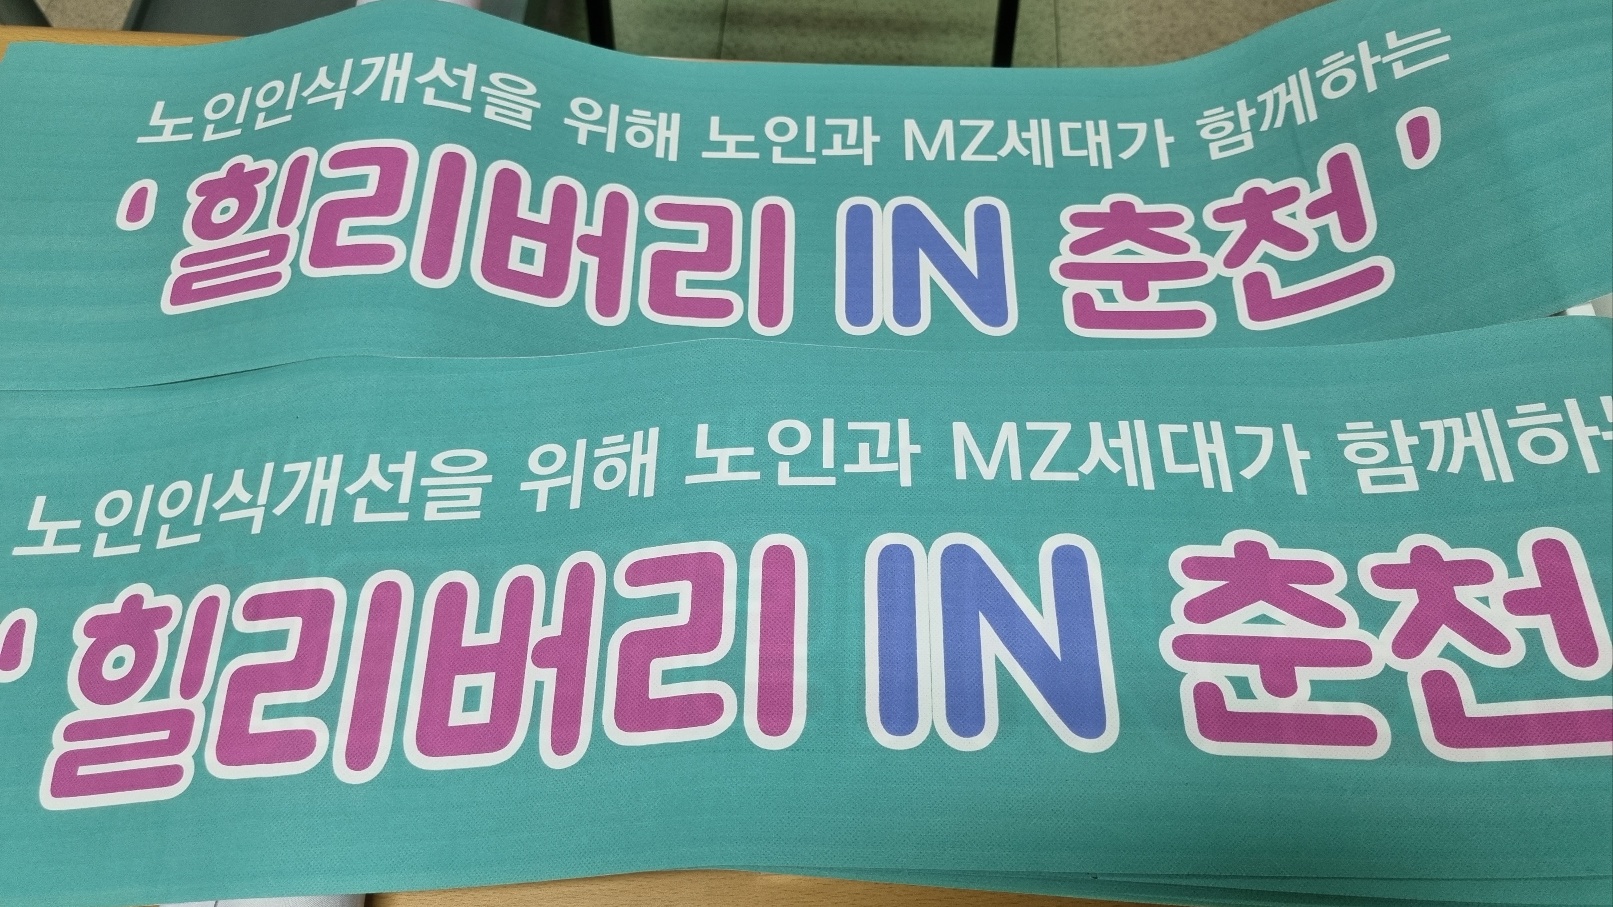 노인인식개선을 위해 노인과 MZ세대가 함께하는
'힐리버리 IN 춘천'
노인인식개선을 위해 노인과 MZ세대가 함께하
'힐리버리 IN 춘천